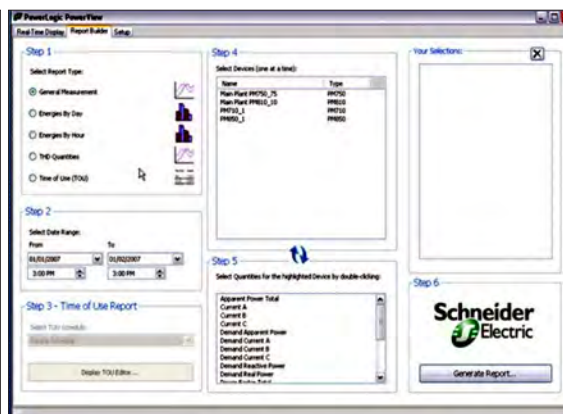 PowerLogic PowerView
Real-Time Display Report Builder Setup
Step 1
Select Report Type:
General Measurement
Energies By Day
Energies By Hour
THD Quantities
Time of Use (TOU)
Step 2
Select Date Range:
From To
01/01/2007 01/02/2007
3:00 PM 3:00 PM
Step 3 - Time of Use Report
Select TOU schedule:
Display TOU Editor ...
Step 4
Select Devices (one at a time):
Name Type
Main Plant PM750_75 PM750
Main Plant PM810_10 PM810
PM710_1 PM710
PM850_1 PM850
Step 5
Select Quantities for the highlighted Device by double-clicking:
Apparent Power Total
Current A
Current B
Current C
Demand Apparent Power
Demand Current A
Demand Current B
Demand Current C
Demand Reactive Power
Demand Real Power
Power Factor Total
Your Selections:
Step 6
Schneider
Electric
Generate Report...